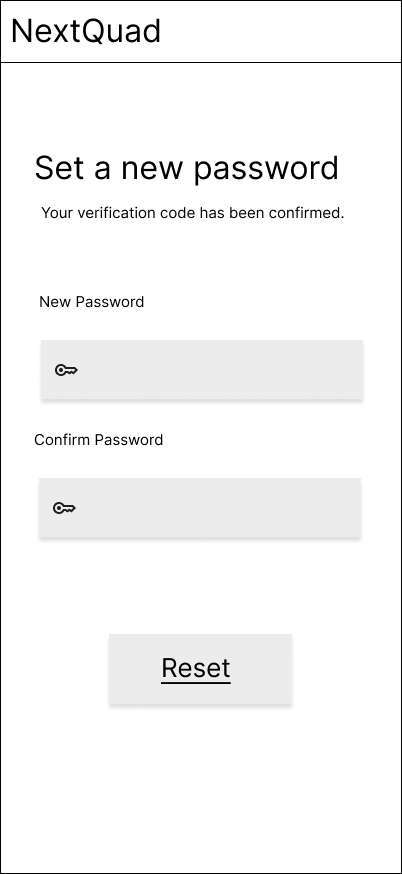 NextQuad
Set a new password
Your verification code has been confirmed.
New Password
Confirm Password
Reset